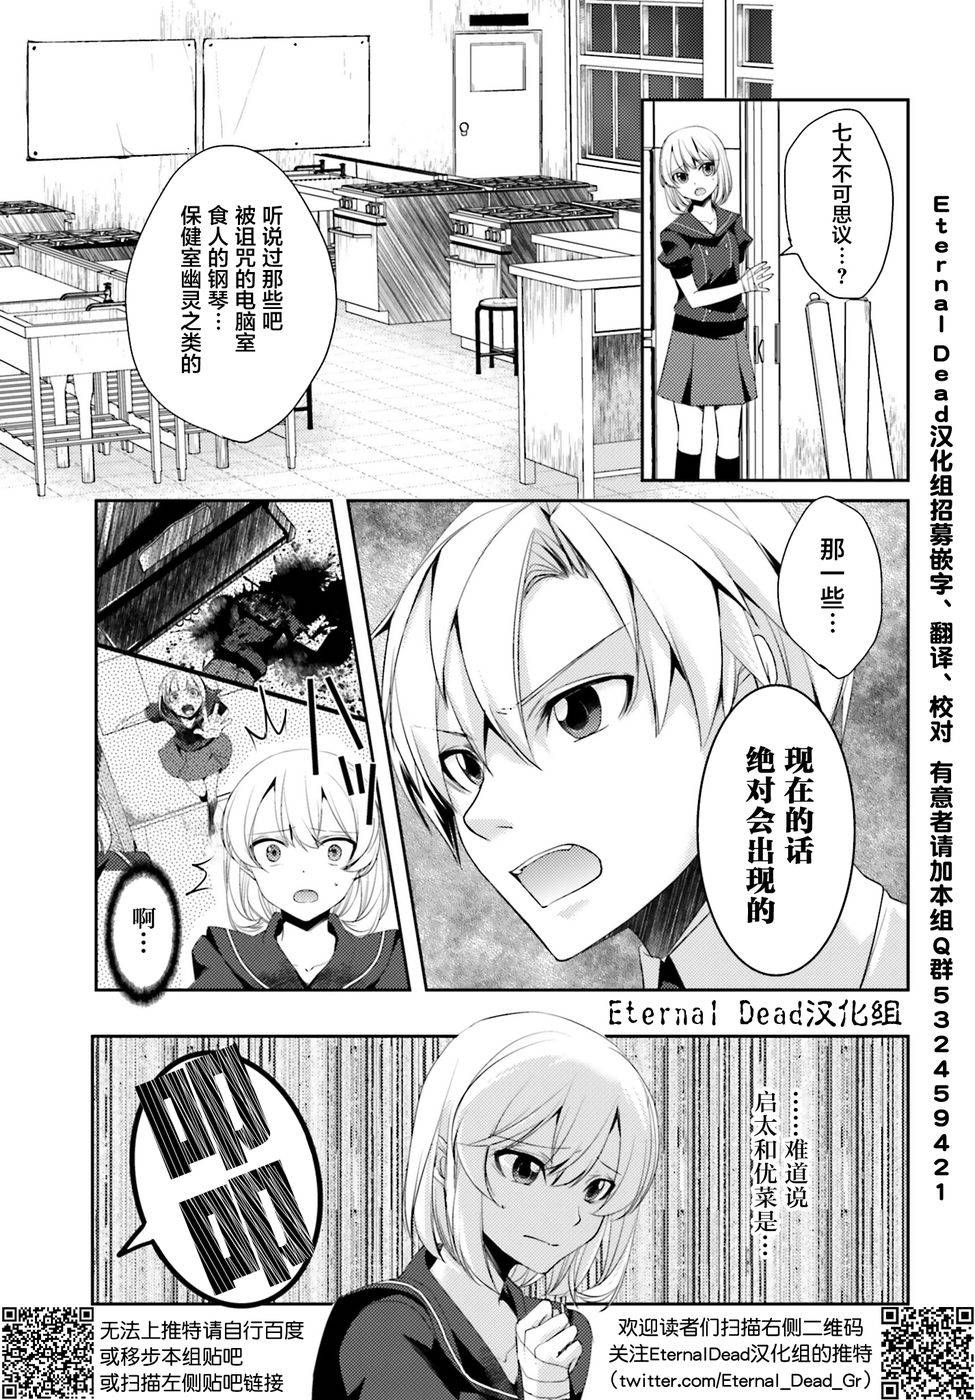 七大不可思议…?
听说过那些吧
被诅咒的电脑室
食人的钢琴…
保健室幽灵之类的
那一些…
现在的话
绝对会出现的
啊…
Eternal Dead汉化组
……难道说
启太和优菜是…
叩叩
Eternal Dead汉化组招募嵌字、翻译、校对 有意者请加本组Q群532459421
无法上推特请自行百度
或移步本组贴吧
或扫描左侧贴吧链接
欢迎读者们扫描右侧二维码
关注EternalDead汉化组的推特
(twitter.com/Eternal_Dead_Gr)